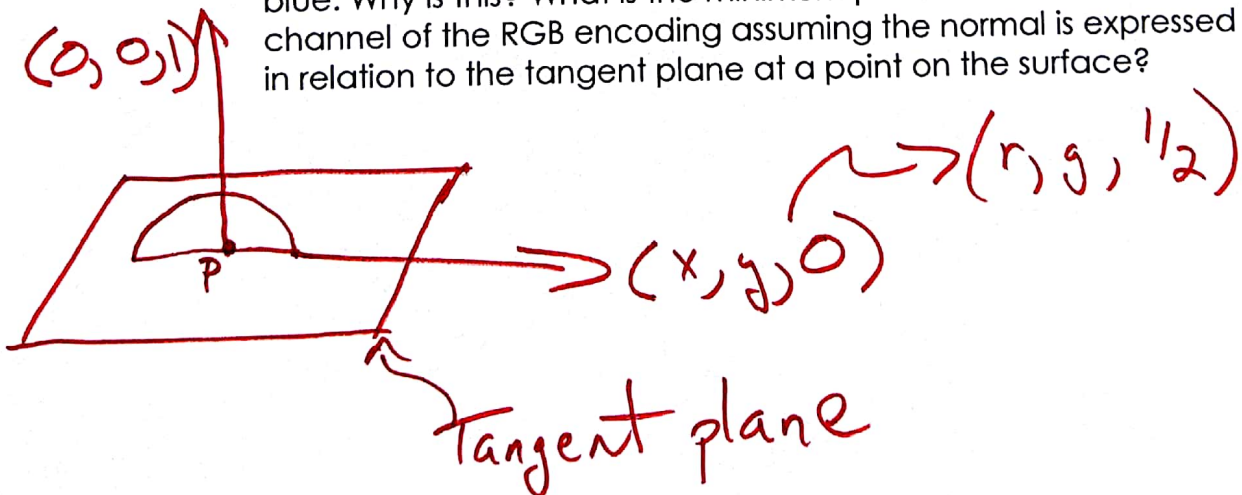 channel of the RGB encoding assuming the normal is expressed
in relation to the tangent plane at a point on the surface?
(0,0,1)
(r, g, 1/2)
(x, y, 0)
P
Tangent plane